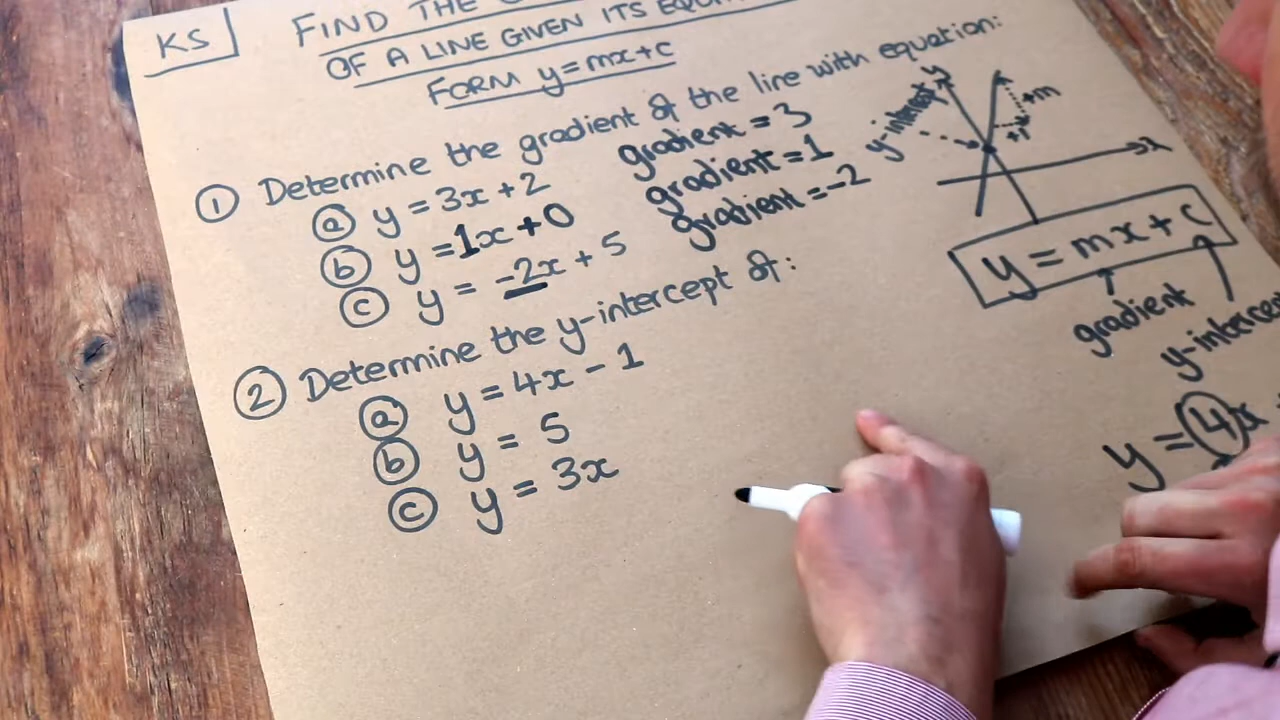 KS
FIND THE
OF A LINE GIVEN ITS
FORM y=mx+c
① Determine the gradient of the line with equation:
ⓐ y = 3x + 2 gradient = 3
ⓑ y = 1x + 0 gradient = 1
ⓒ y = -2x + 5 gradient = -2
② Determine the y-intercept of:
ⓐ y = 4x - 1
ⓑ y = 5
ⓒ y = 3x
y
y-intercept
+m
+1
x
y = mx + c
gradient
y-intercept
y = 4x